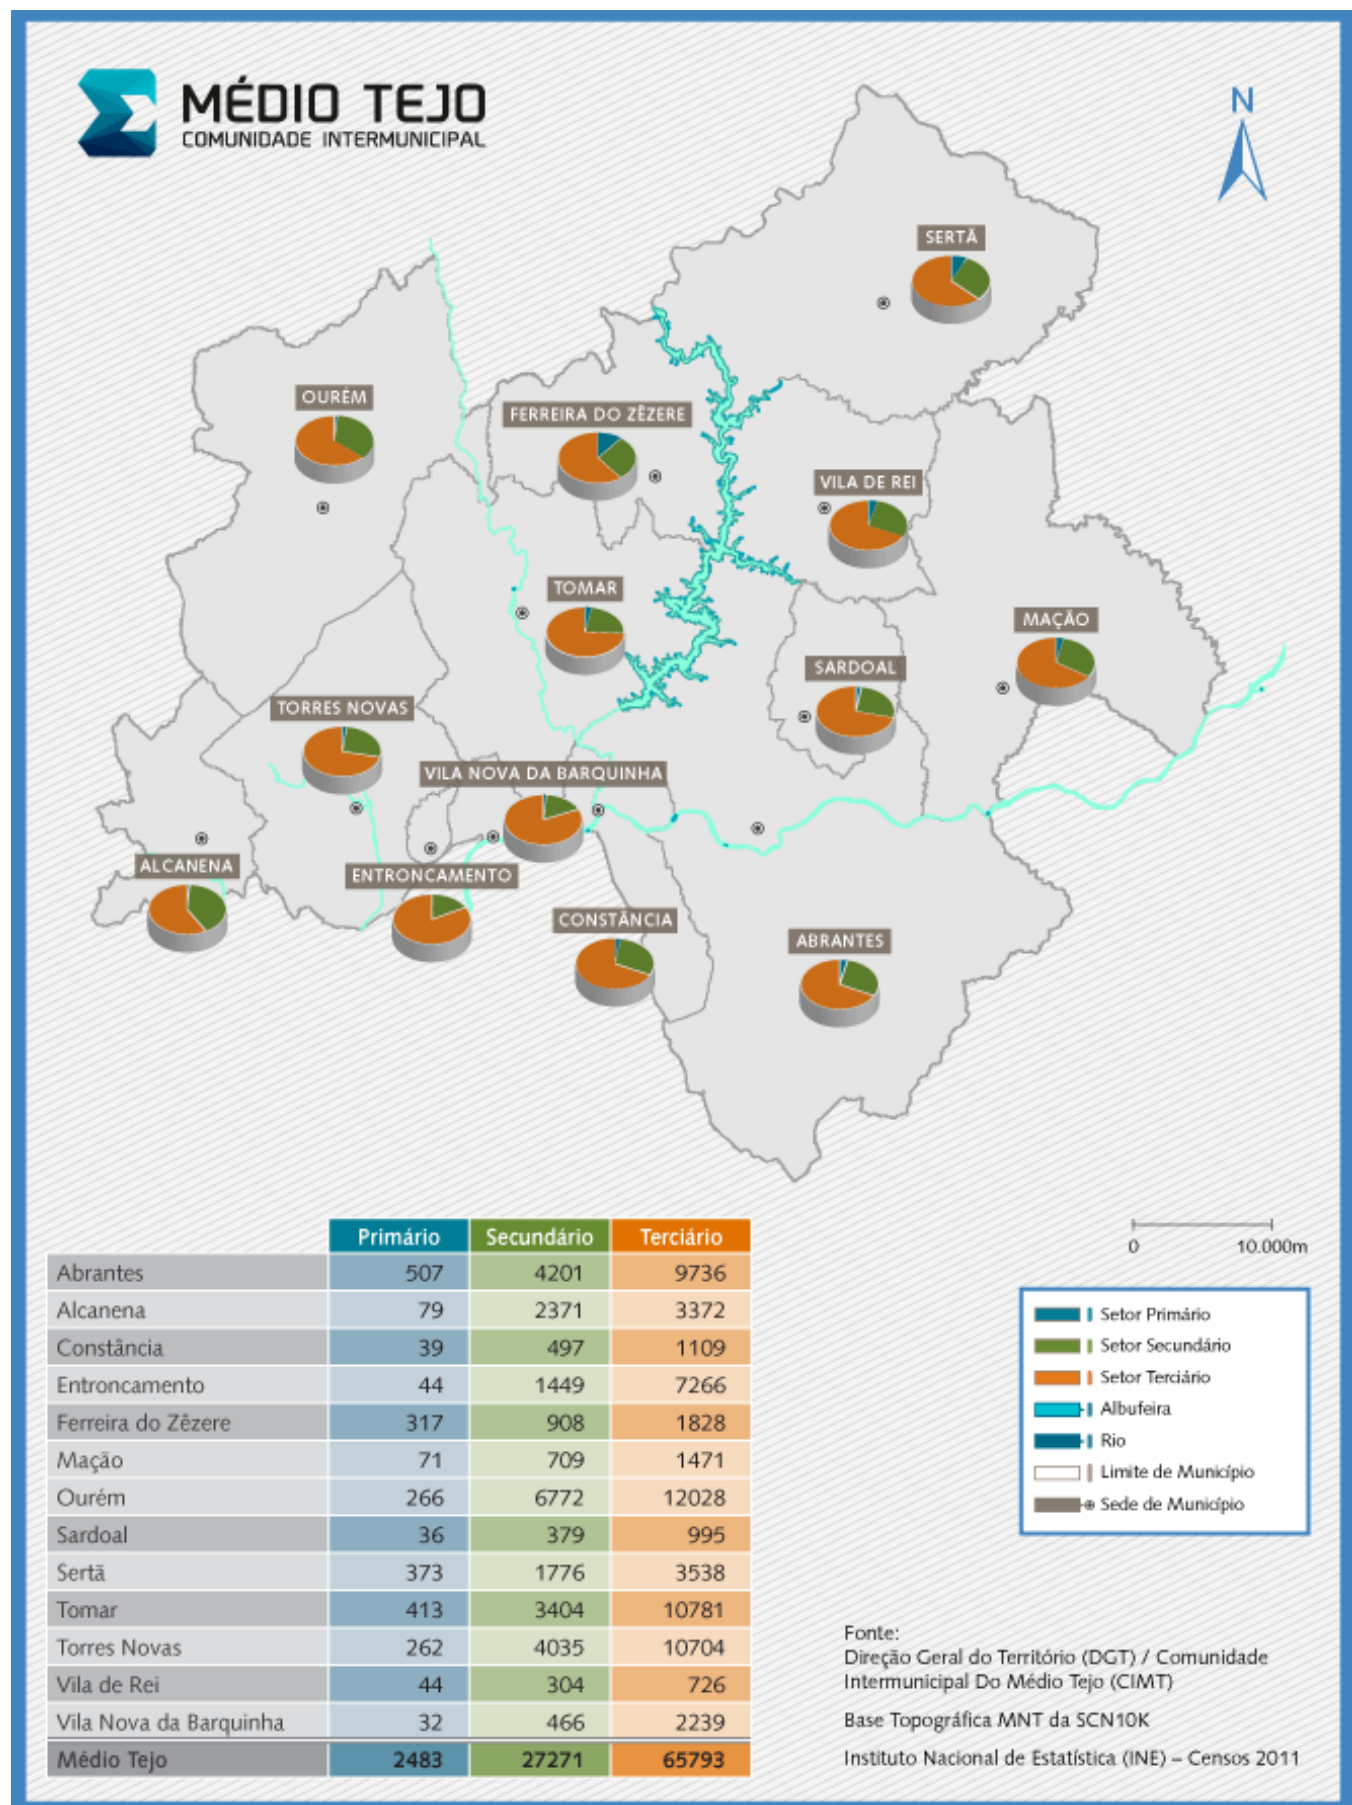 MÉDIO TEJO
COMUNIDADE INTERMUNICIPAL
N
SERTÃ
OURÉM
FERREIRA DO ZÊZERE
VILA DE REI
TOMAR
MAÇÃO
SARDOAL
TORRES NOVAS
VILA NOVA DA BARQUINHA
ALCANENA
ENTRONCAMENTO
CONSTÂNCIA
ABRANTES
Primário Secundário Terciário
Abrantes 507 4201 9736
Alcanena 79 2371 3372
Constância 39 497 1109
Entroncamento 44 1449 7266
Ferreira do Zêzere 317 908 1828
Mação 71 709 1471
Ourém 266 6772 12028
Sardoal 36 379 995
Sertã 373 1776 3538
Tomar 413 3404 10781
Torres Novas 262 4035 10704
Vila de Rei 44 304 726
Vila Nova da Barquinha 32 466 2239
Médio Tejo 2483 27271 65793
0 10.000m
Setor Primário
Setor Secundário
Setor Terciário
Albufeira
Rio
Limite de Município
Sede de Município
Fonte:
Direção Geral do Território (DGT) / Comunidade
Intermunicipal Do Médio Tejo (CIMT)
Base Topográfica MNT da SCN10K
Instituto Nacional de Estatística (INE) – Censos 2011